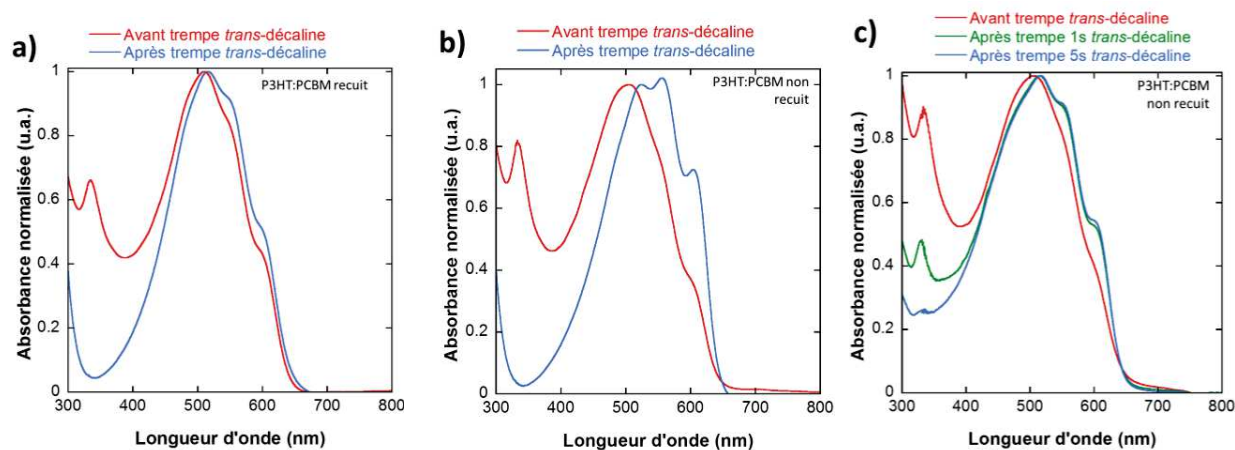 a)
Avant trempe trans-décaline
Après trempe trans-décaline
P3HT:PCBM recuit
Absorbance normalisée (u.a.)
1
0.8
0.6
0.4
0.2
0
300 400 500 600 700 800
Longueur d'onde (nm)
b)
Avant trempe trans-décaline
Après trempe trans-décaline
P3HT:PCBM non
recuit
Absorbance normalisée (u.a.)
1
0.8
0.6
0.4
0.2
0
300 400 500 600 700 800
Longueur d'onde (nm)
c)
Avant trempe trans-décaline
Après trempe 1s trans-décaline
Après trempe 5s trans-décaline
P3HT:PCBM
non recuit
Absorbance normalisée (u.a.)
1
0.8
0.6
0.4
0.2
0
300 400 500 600 700 800
Longueur d'onde (nm)